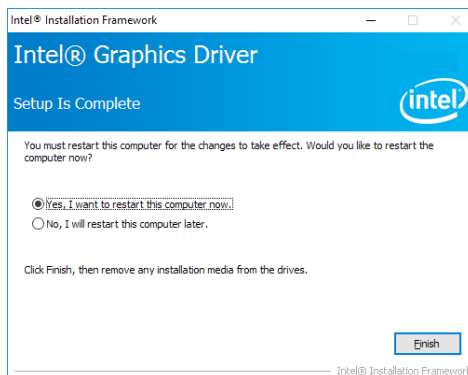 Intel® Installation Framework
Intel® Graphics Driver
Setup Is Complete
intel
You must restart this computer for the changes to take effect. Would you like to restart the
computer now?
Yes, I want to restart this computer now.
No, I will restart this computer later.
Click Finish, then remove any installation media from the drives.
Finish
Intel® Installation Framework